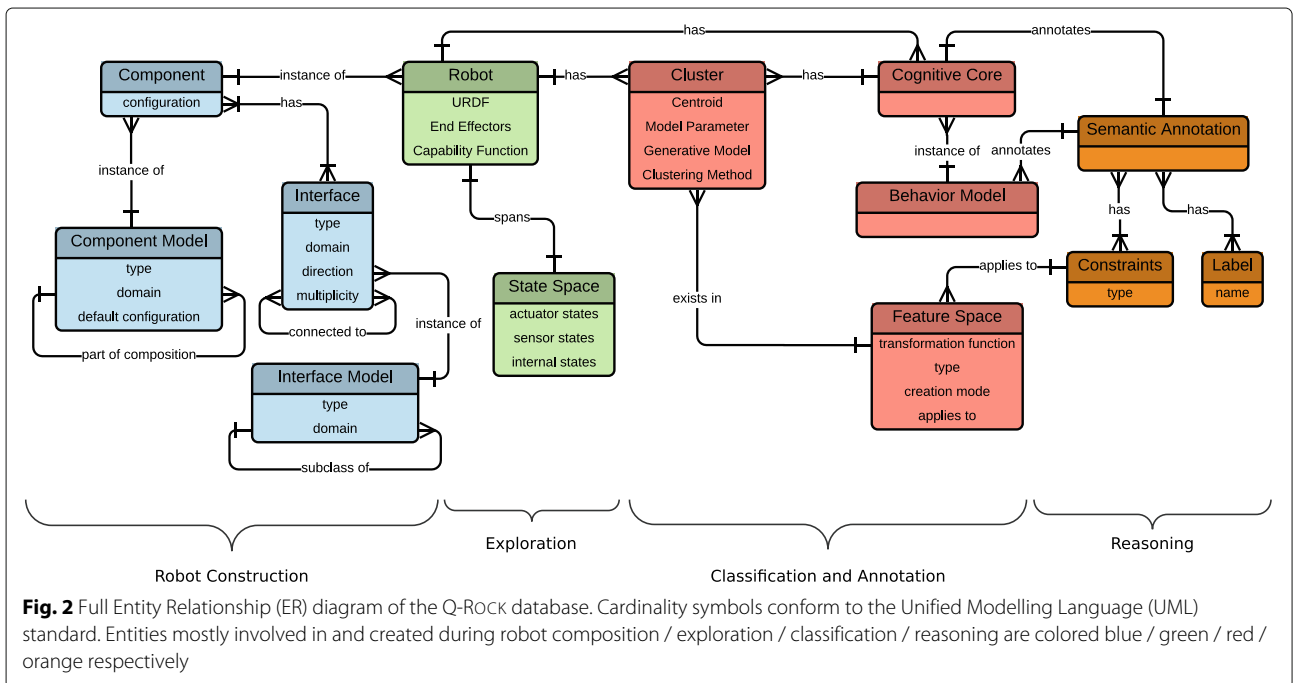 has
annotates
Component
configuration
instance of
Robot
URDF
End Effectors
Capability Function
has
Cluster
Centroid
Model Parameter
Generative Model
Clustering Method
has
Cognitive Core
has
Semantic Annotation
instance of
annotates
instance of
Interface
type
domain
direction
multiplicity
connected to
Behavior Model
spans
has
has
Component Model
type
domain
default configuration
part of composition
State Space
actuator states
sensor states
internal states
instance of
exists in
applies to
Constraints
type
Label
name
Feature Space
transformation function
type
creation mode
applies to
Interface Model
type
domain
subclass of
Robot Construction
Exploration
Classification and Annotation
Reasoning
Fig. 2 Full Entity Relationship (ER) diagram of the Q-ROCK database. Cardinality symbols conform to the Unified Modelling Language (UML)
standard. Entities mostly involved in and created during robot composition / exploration / classification / reasoning are colored blue / green / red /
orange respectively